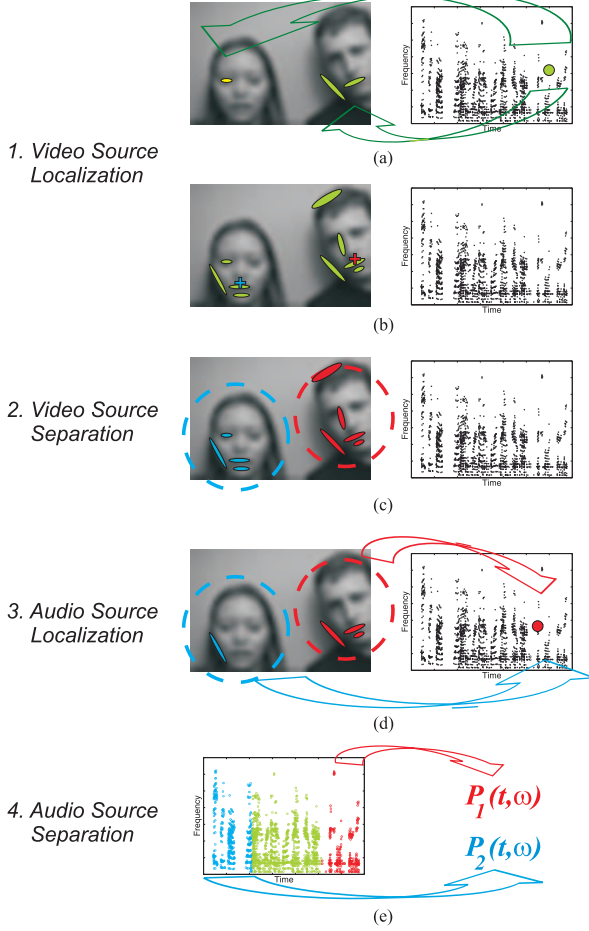 Frequency
Time
(a)
1. Video Source
Localization
Frequency
Time
(b)
2. Video Source
Separation
Frequency
Time
(c)
3. Audio Source
Localization
Frequency
Time
(d)
4. Audio Source
Separation
Frequency
Time
P₁(t,ω)
P₂(t,ω)
(e)